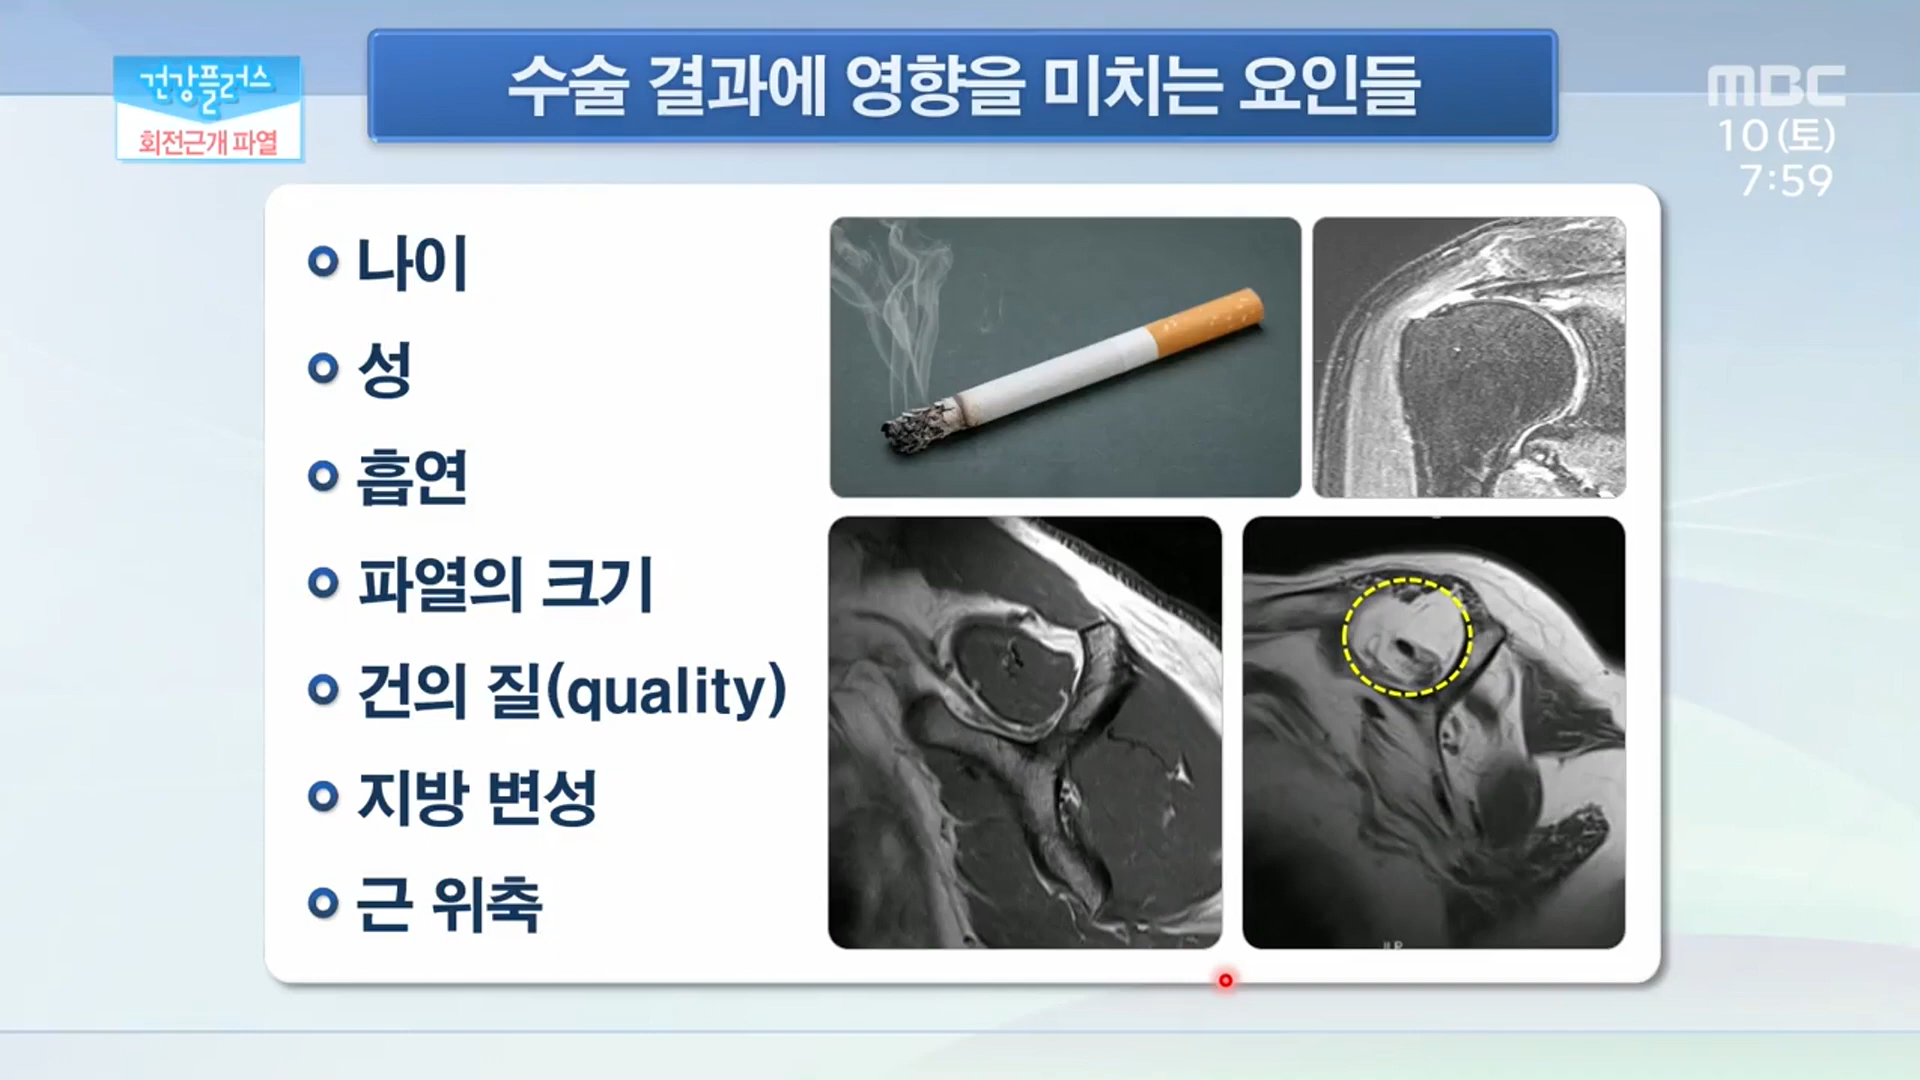 건강플러스
회전근개 파열
수술 결과에 영향을 미치는 요인들
MBC
10(토)
7:59
나이
성
흡연
파열의 크기
건의 질(quality)
지방 변성
근 위축